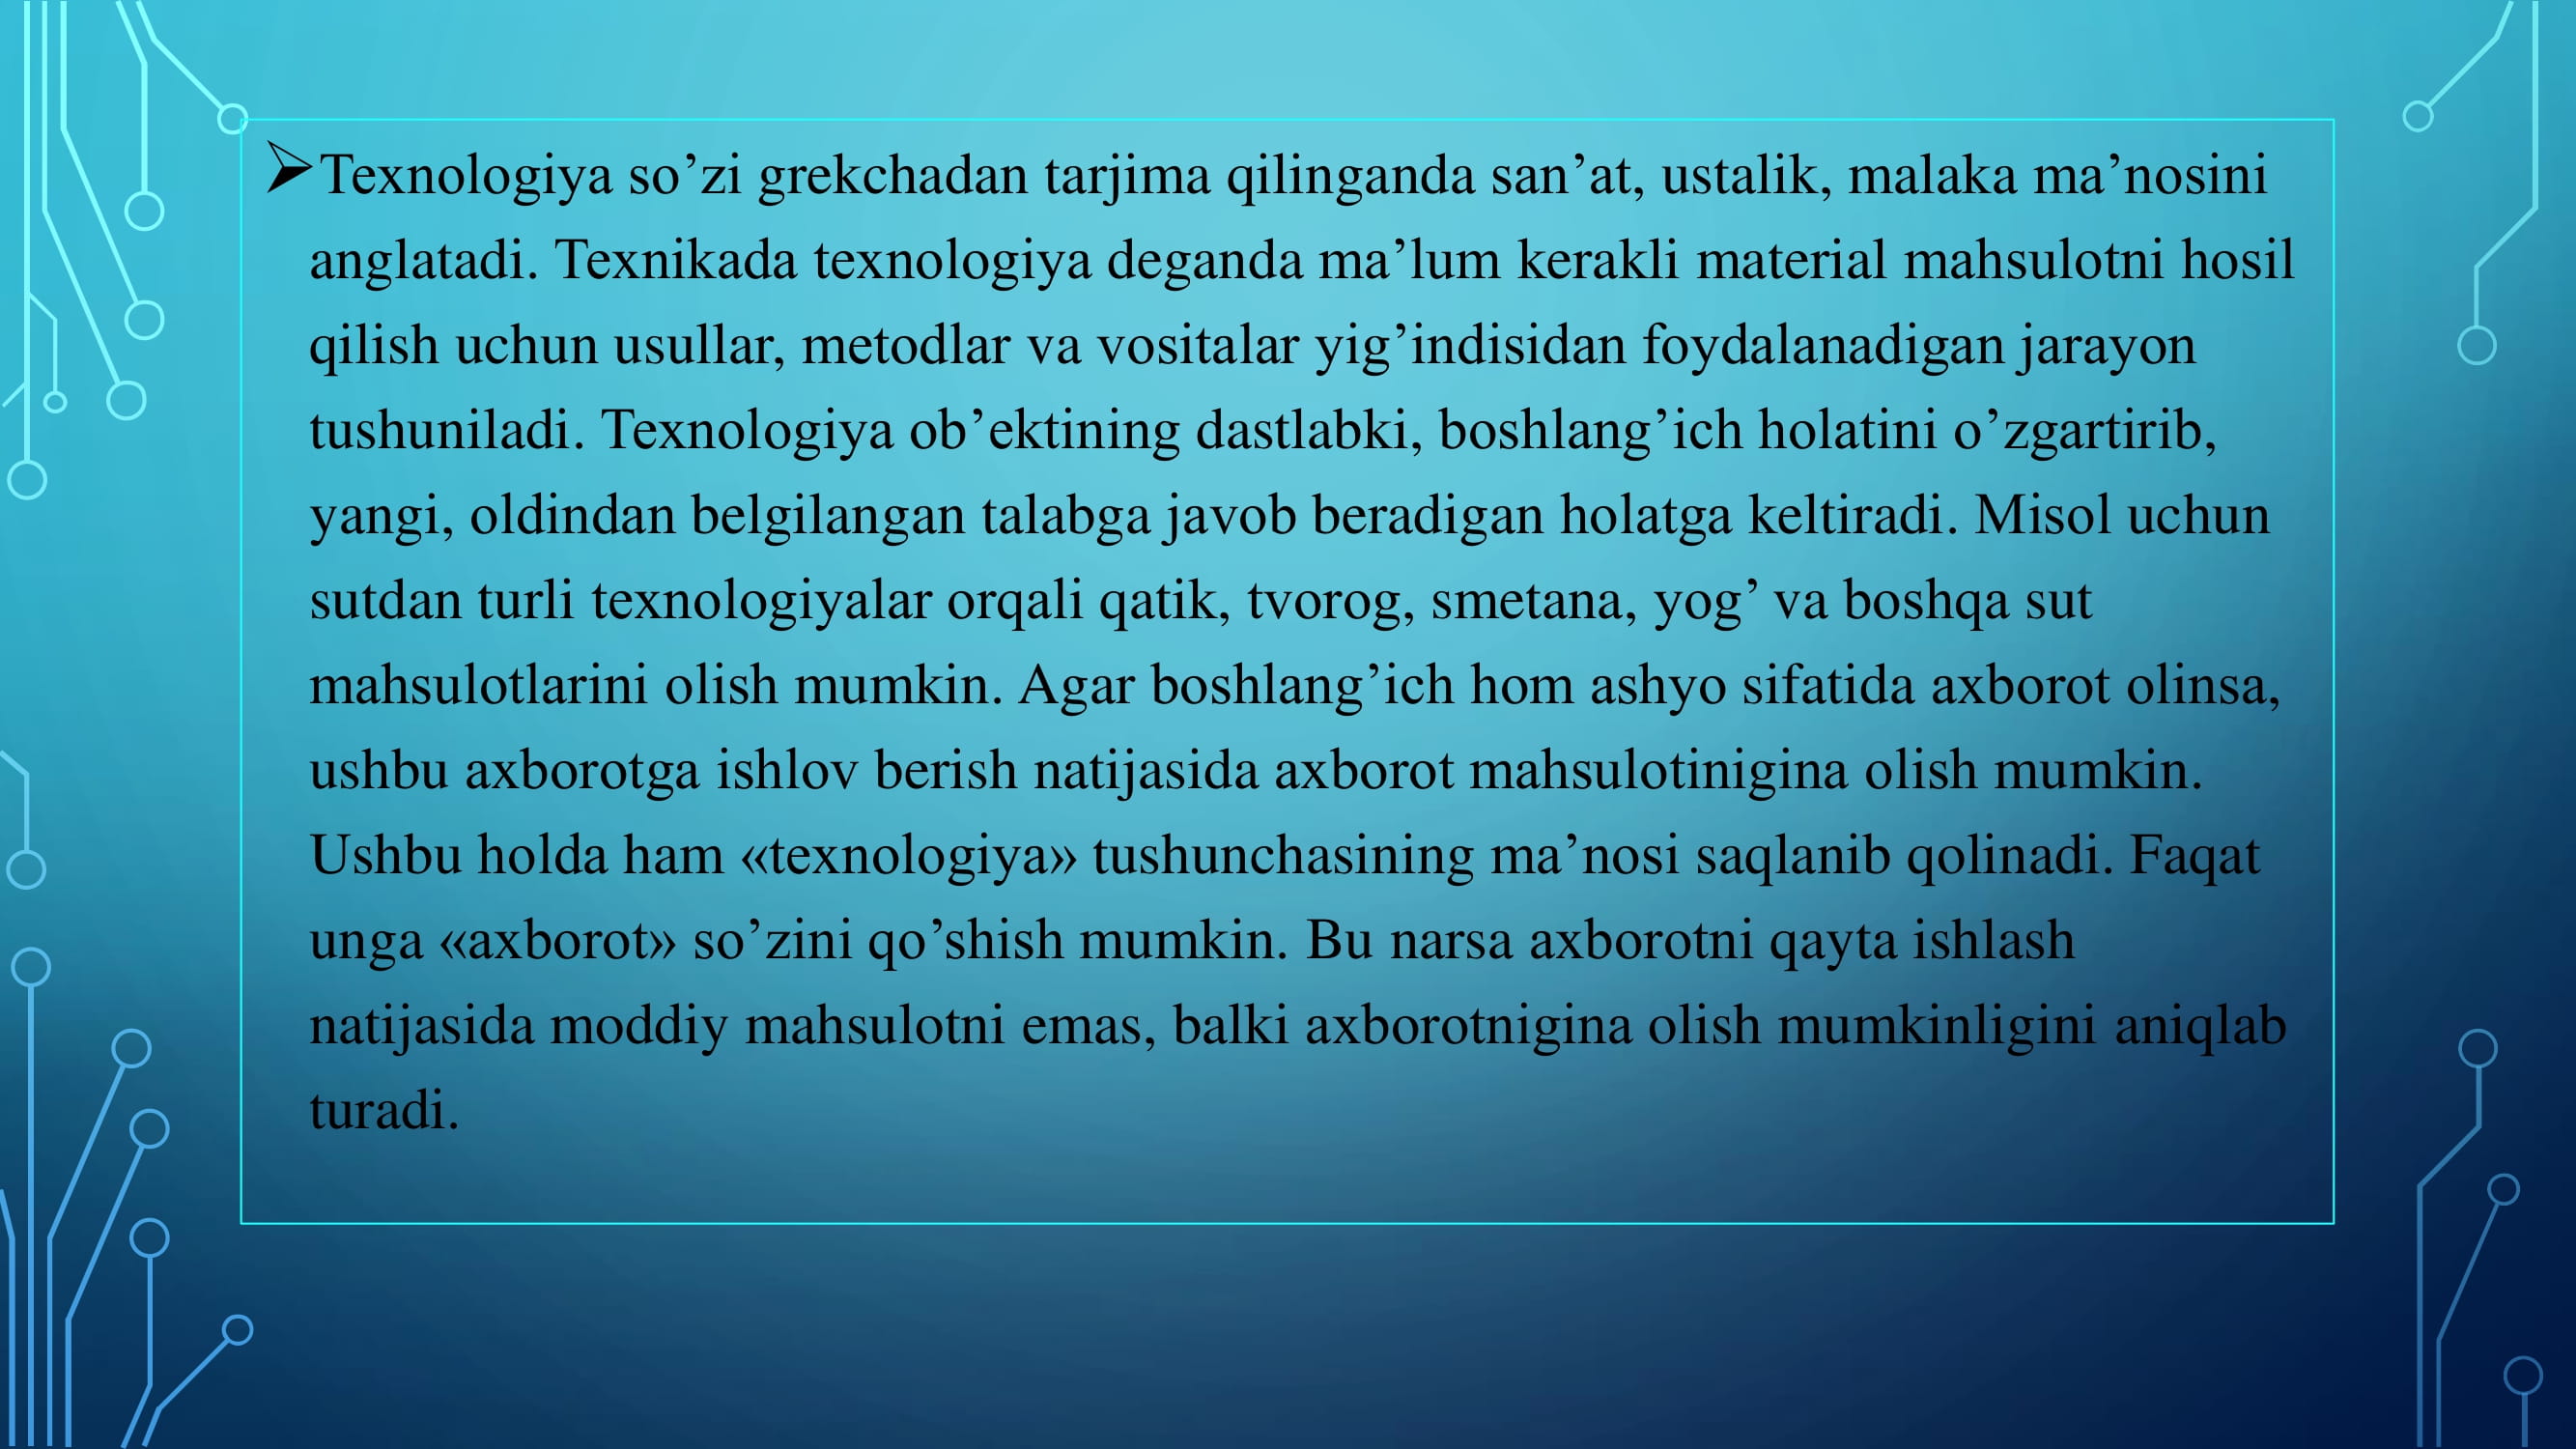 ➢Texnologiya so’zi grekchadan tarjima qilinganda san’at, ustalik, malaka ma’nosini
anglatadi. Texnikada texnologiya deganda ma’lum kerakli material mahsulotni hosil
qilish uchun usullar, metodlar va vositalar yig’indisidan foydalanadigan jarayon
tushuniladi. Texnologiya ob’ektining dastlabki, boshlang’ich holatini o’zgartirib,
yangi, oldindan belgilangan talabga javob beradigan holatga keltiradi. Misol uchun
sutdan turli texnologiyalar orqali qatik, tvorog, smetana, yog’ va boshqa sut
mahsulotlarini olish mumkin. Agar boshlang’ich hom ashyo sifatida axborot olinsa,
ushbu axborotga ishlov berish natijasida axborot mahsulotinigina olish mumkin.
Ushbu holda ham «texnologiya» tushunchasining ma’nosi saqlanib qolinadi. Faqat
unga «axborot» so’zini qo’shish mumkin. Bu narsa axborotni qayta ishlash
natijasida moddiy mahsulotni emas, balki axborotnigina olish mumkinligini aniqlab
turadi.